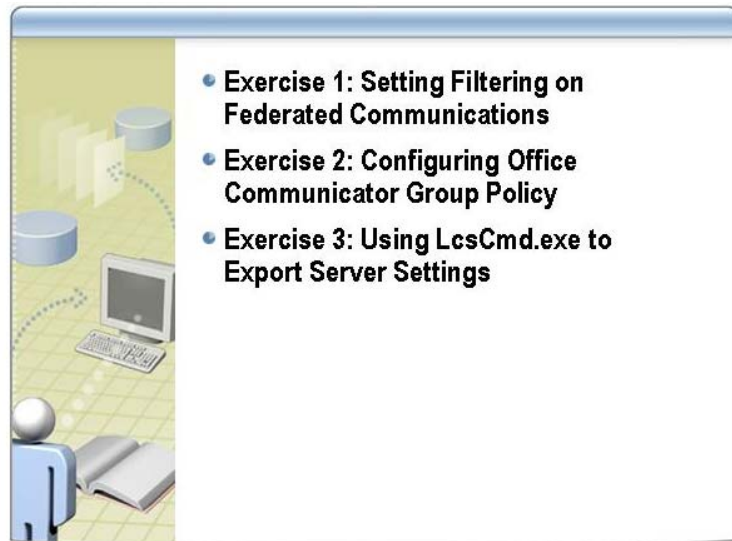 Exercise 1: Setting Filtering on
Federated Communications
Exercise 2: Configuring Office
Communicator Group Policy
Exercise 3: Using LcsCmd.exe to
Export Server Settings